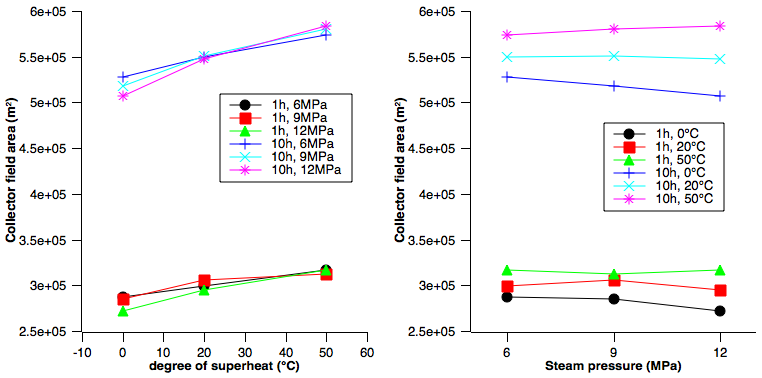 6e+05
5.5e+05
5e+05
4.5e+05
4e+05
3.5e+05
3e+05
2.5e+05
Collector field area (m²)
1h, 6MPa
1h, 9MPa
1h, 12MPa
10h, 6MPa
10h, 9MPa
10h, 12MPa
-10 0 10 20 30 40 50 60
degree of superheat (°C)
6e+05
5.5e+05
5e+05
4.5e+05
4e+05
3.5e+05
3e+05
2.5e+05
Collector field area (m²)
1h, 0°C
1h, 20°C
1h, 50°C
10h, 0°C
10h, 20°C
10h, 50°C
6 9 12
Steam pressure (MPa)